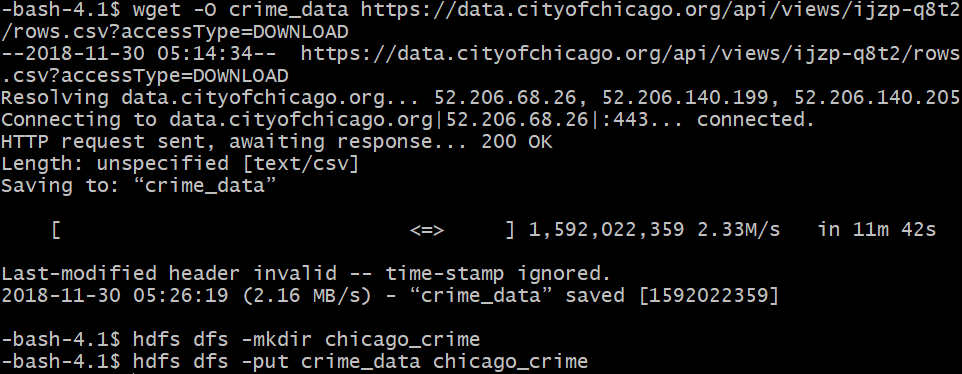 -bash-4.1$ wget -O crime_data https://data.cityofchicago.org/api/views/ijzp-q8t2
/rows.csv?accessType=DOWNLOAD
--2018-11-30 05:14:34--  https://data.cityofchicago.org/api/views/ijzp-q8t2/rows
.csv?accessType=DOWNLOAD
Resolving data.cityofchicago.org... 52.206.68.26, 52.206.140.199, 52.206.140.205
Connecting to data.cityofchicago.org|52.206.68.26|:443... connected.
HTTP request sent, awaiting response... 200 OK
Length: unspecified [text/csv]
Saving to: “crime_data”
[ <=> ] 1,592,022,359 2.33M/s in 11m 42s
Last-modified header invalid -- time-stamp ignored.
2018-11-30 05:26:19 (2.16 MB/s) - “crime_data” saved [1592022359]
-bash-4.1$ hdfs dfs -mkdir chicago_crime
-bash-4.1$ hdfs dfs -put crime_data chicago_crime